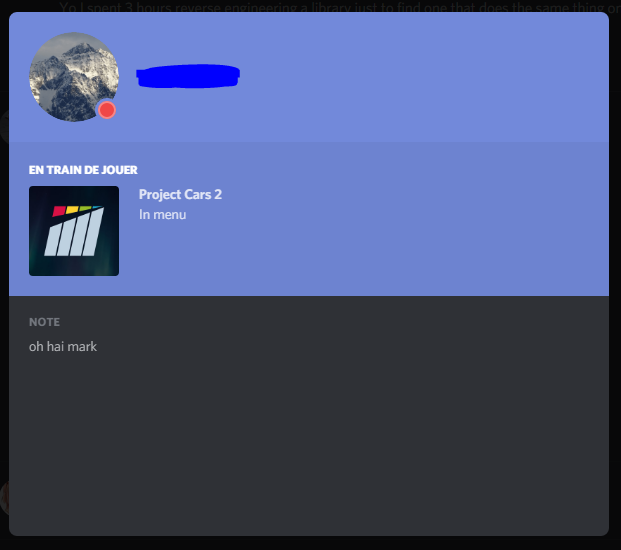 Yo I spent 3 hours reverse engineering a library just to find one that does the same thing
EN TRAIN DE JOUER
Project Cars 2
In menu
NOTE
oh hai mark